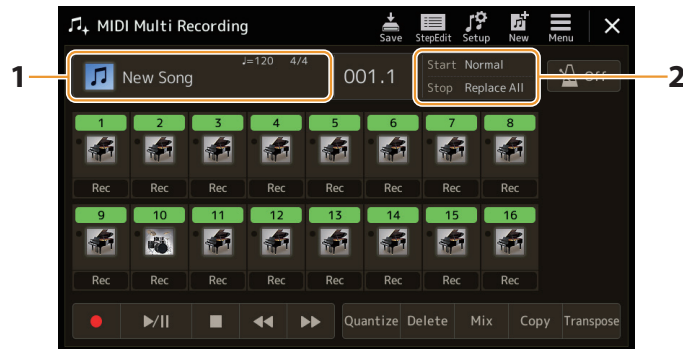 MIDI Multi Recording
Save StepEdit Setup New Menu
1 New Song ♩=120 4/4 001.1 Start Normal Off 2
Stop Replace All
1 2 3 4 5 6 7 8
Rec Rec Rec Rec Rec Rec Rec Rec
9 10 11 12 13 14 15 16
Rec Rec Rec Rec Rec Rec Rec Rec
Quantize Delete Mix Copy Transpose